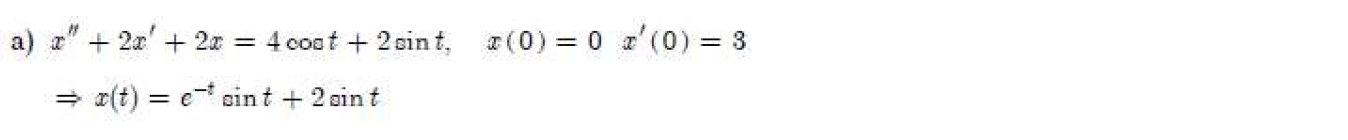 a) x″ + 2x′ + 2x = 4 cos t + 2 sin t, x(0) = 0 x′(0) = 3
⇒ x(t) = e⁻ᵗ sin t + 2 sin t